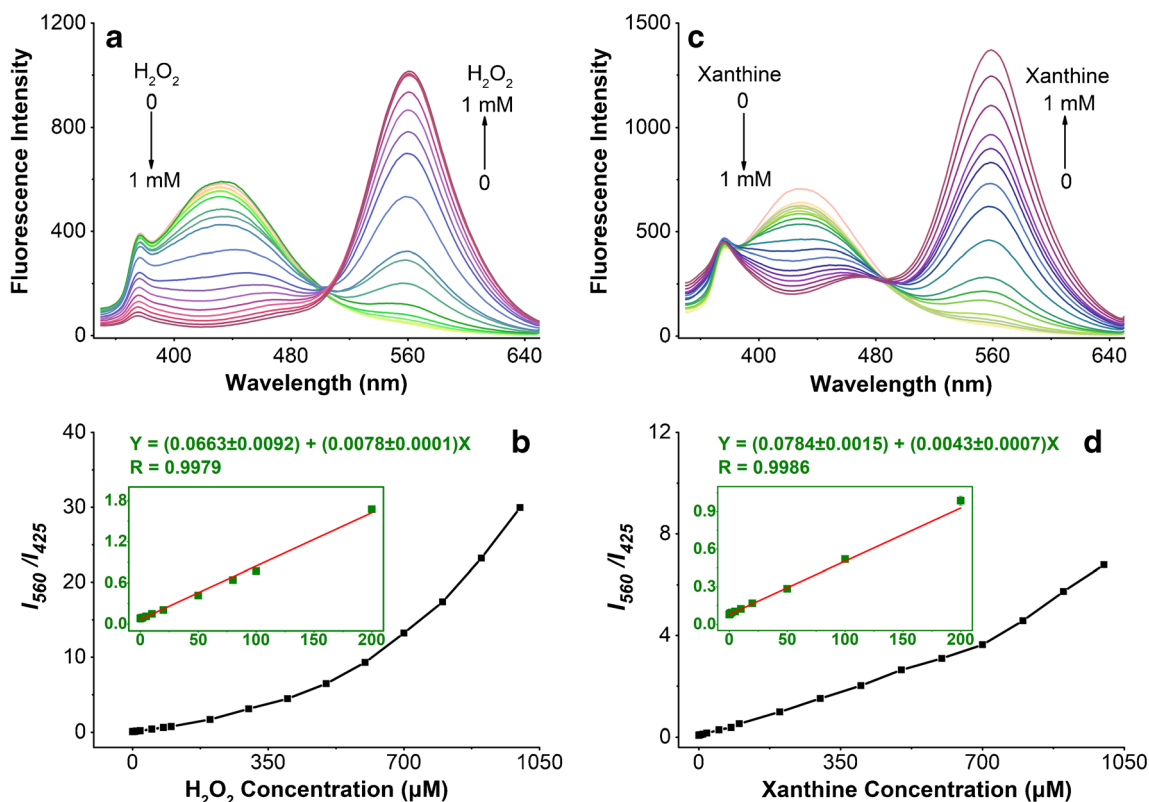 a
1200
800
400
0
Fluorescence Intensity
H₂O₂
0
1 mM
H₂O₂
1 mM
0
400 480 560 640
Wavelength (nm)
c
1500
1000
500
0
Fluorescence Intensity
Xanthine
0
1 mM
Xanthine
1 mM
0
400 480 560 640
Wavelength (nm)
b
Y = (0.0663±0.0092) + (0.0078±0.0001)X
R = 0.9979
40
30
20
10
0
I₅₆₀ /I₄₂₅
1.8
1.2
0.6
0.0
0 50 100 150 200
0 350 700 1050
H₂O₂ Concentration (µM)
d
Y = (0.0784±0.0015) + (0.0043±0.0007)X
R = 0.9986
12
8
4
0
I₅₆₀ /I₄₂₅
0.9
0.6
0.3
0.0
0 50 100 150 200
0 350 700 1050
Xanthine Concentration (µM)